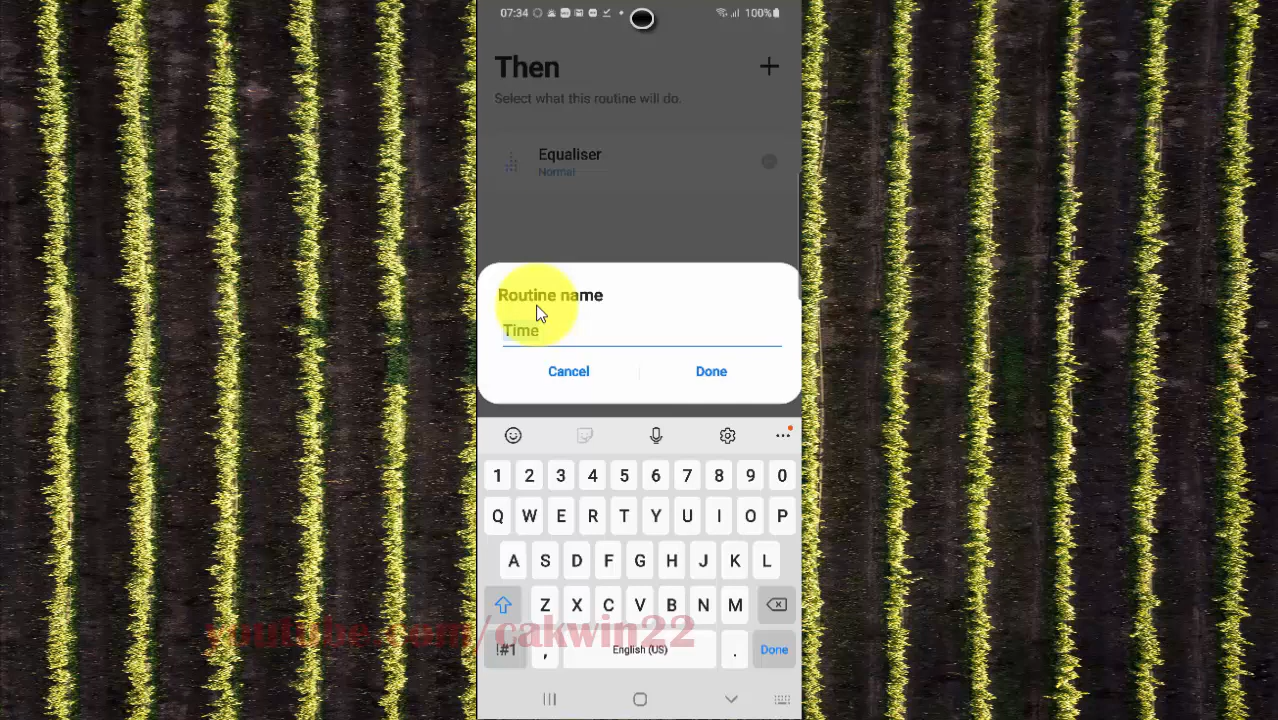 07:34 100%
Then
Select what this routine will do.
Equaliser
Normal
Routine name
Time
Cancel Done
1 2 3 4 5 6 7 8 9 0
Q W E R T Y U I O P
A S D F G H J K L
Z X C V B N M
youtube.com/cakwin22
!#1 , English (US) . Done